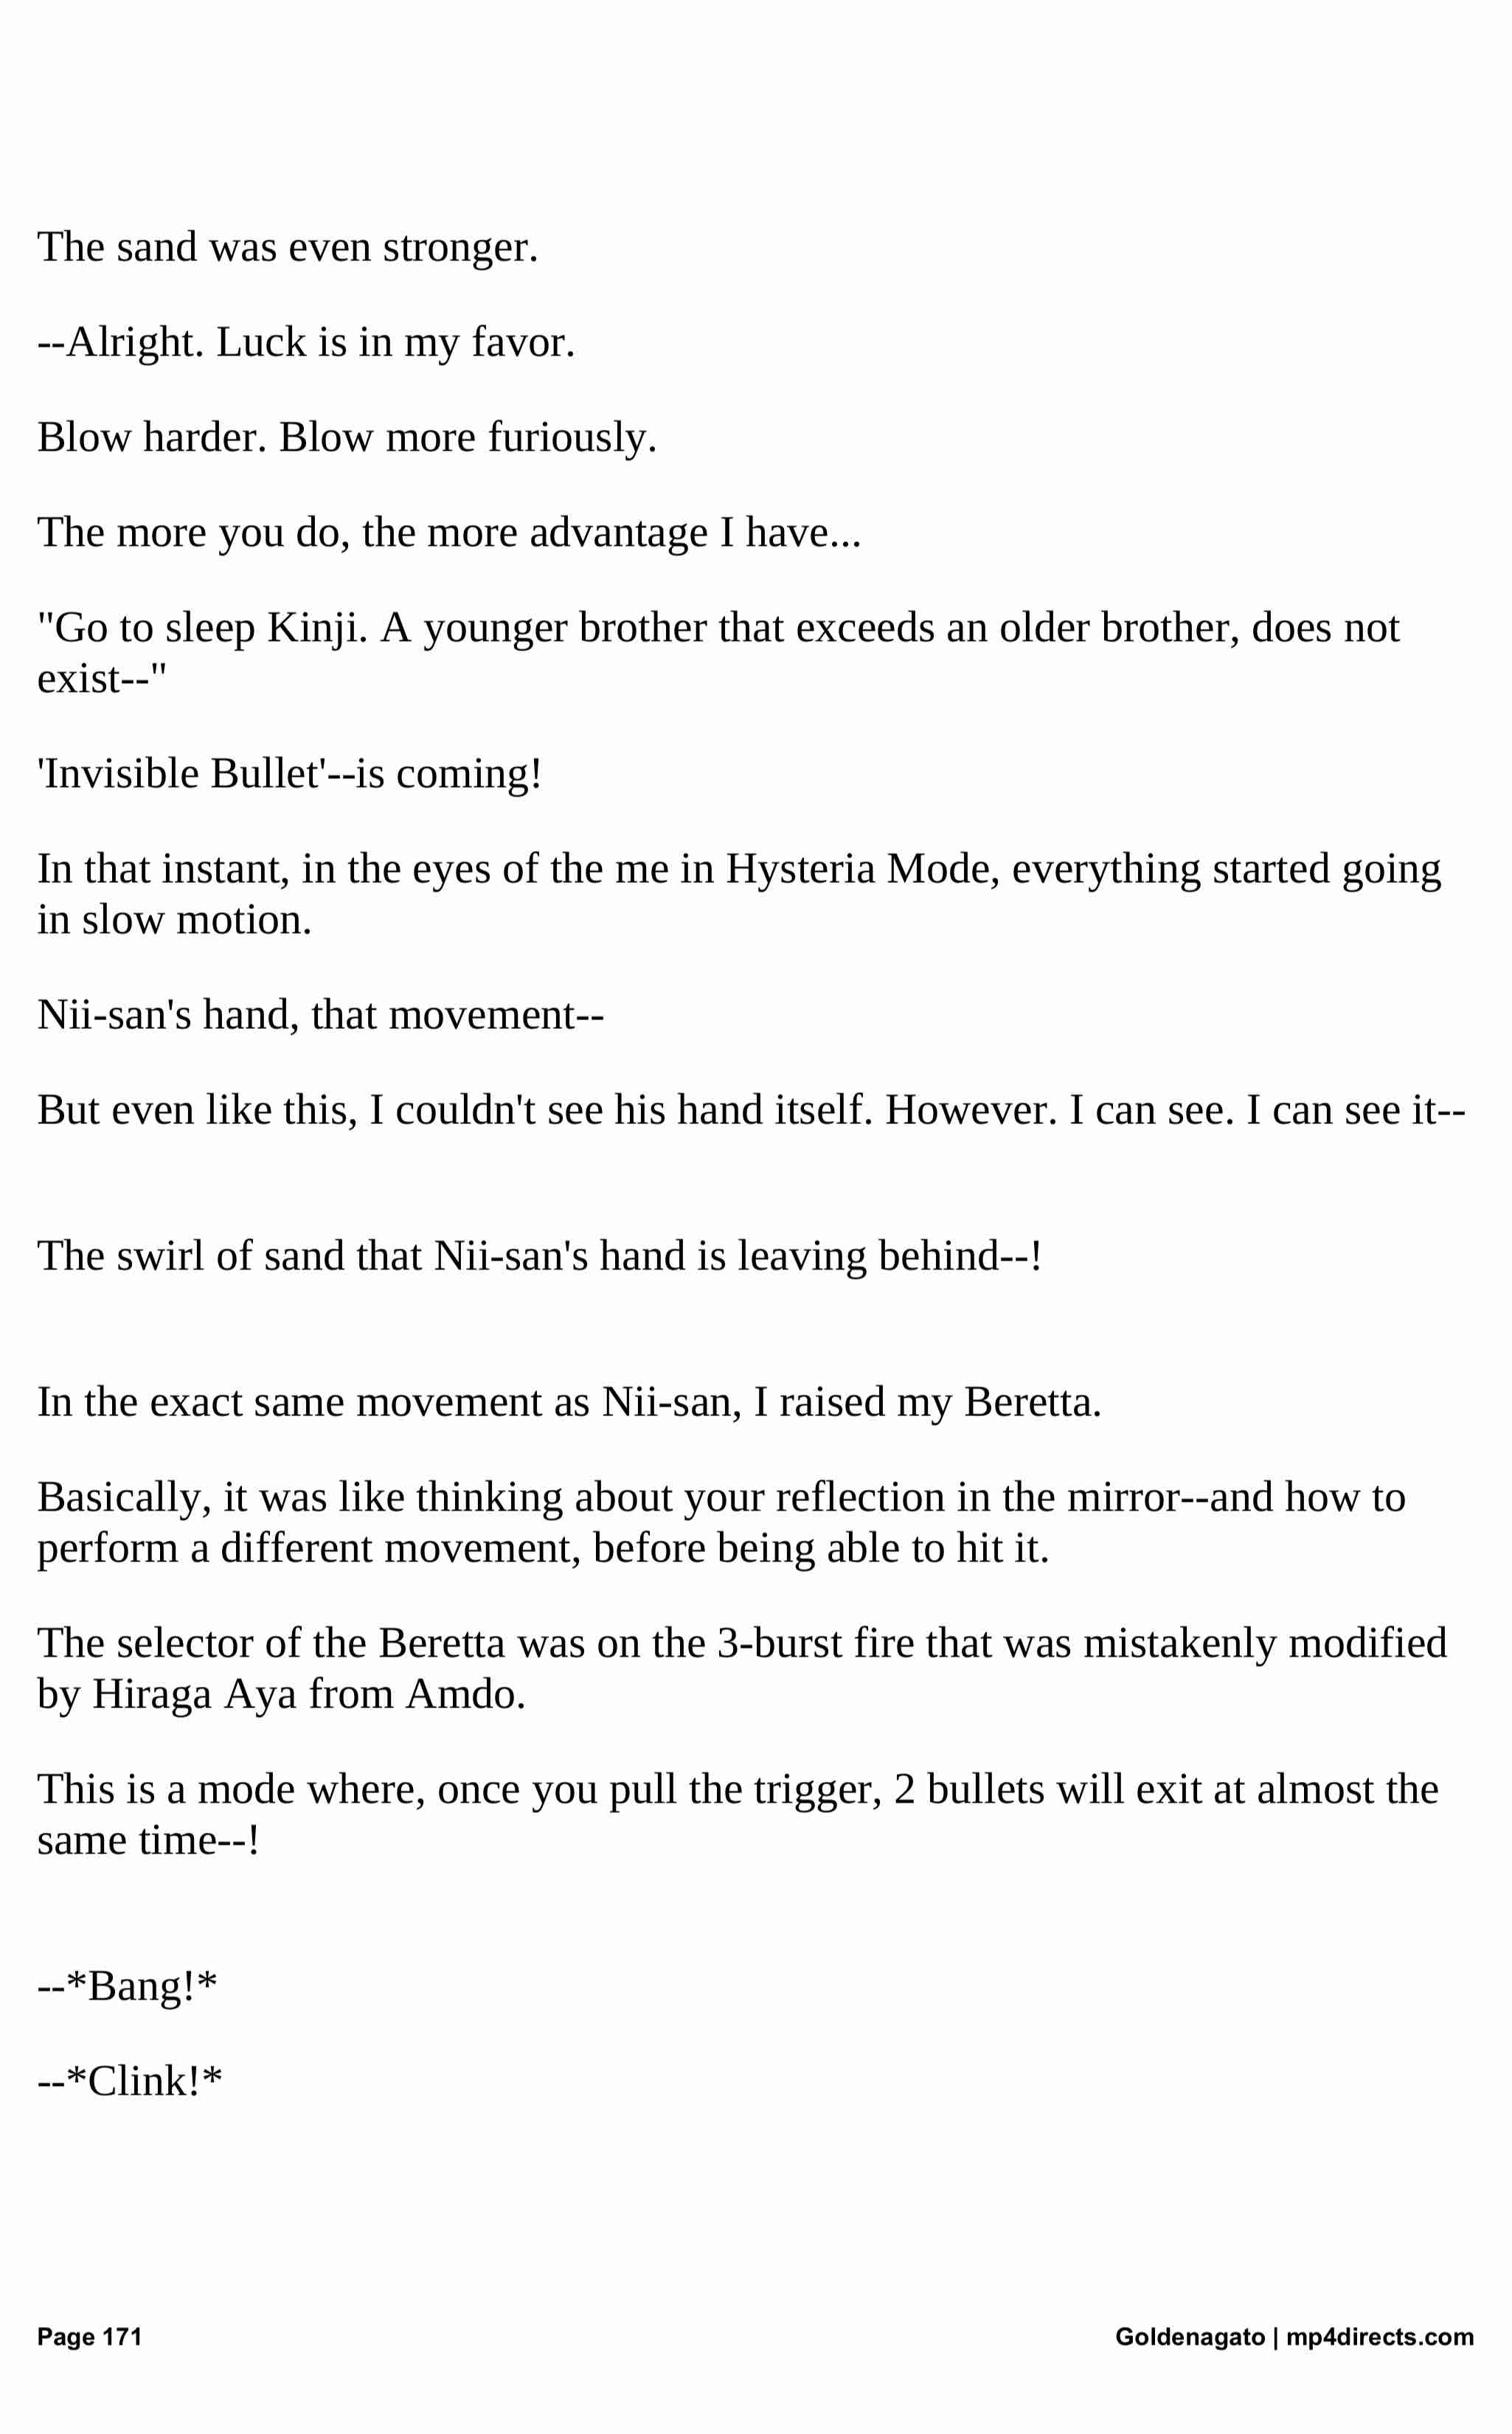 The sand was even stronger.
--Alright. Luck is in my favor.
Blow harder. Blow more furiously.
The more you do, the more advantage I have...
"Go to sleep Kinji. A younger brother that exceeds an older brother, does not
exist--"
'Invisible Bullet'--is coming!
In that instant, in the eyes of the me in Hysteria Mode, everything started going
in slow motion.
Nii-san's hand, that movement--
But even like this, I couldn't see his hand itself. However. I can see. I can see it--
The swirl of sand that Nii-san's hand is leaving behind--!
In the exact same movement as Nii-san, I raised my Beretta.
Basically, it was like thinking about your reflection in the mirror--and how to
perform a different movement, before being able to hit it.
The selector of the Beretta was on the 3-burst fire that was mistakenly modified
by Hiraga Aya from Amdo.
This is a mode where, once you pull the trigger, 2 bullets will exit at almost the
same time--!
--*Bang!*
--*Clink!*
Page 171
Goldenagato | mp4directs.com